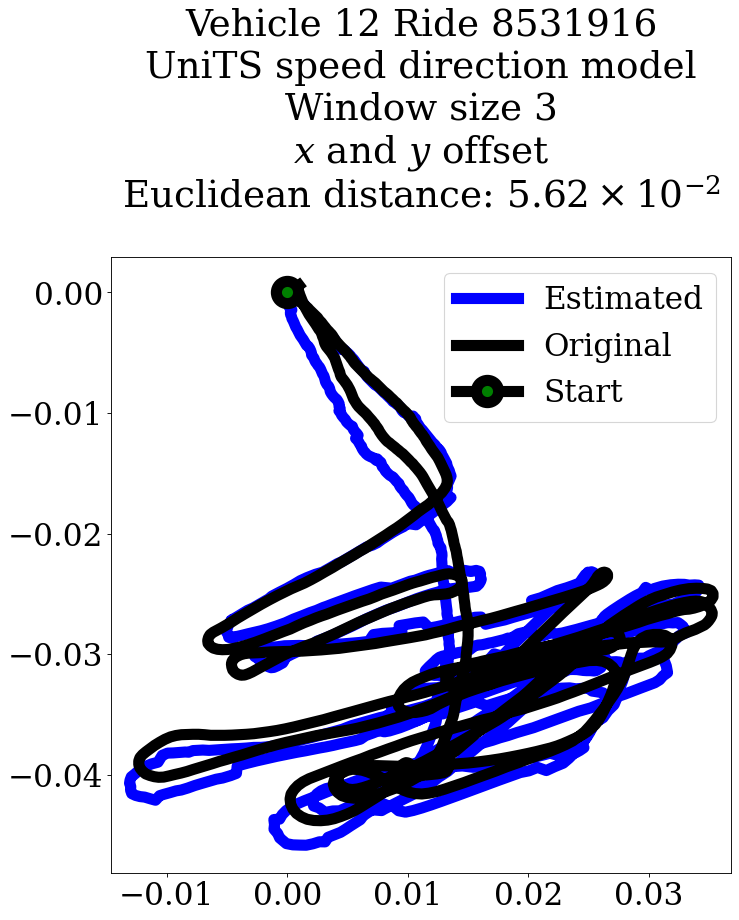 Vehicle 12 Ride 8531916
UniTS speed direction model
Window size 3
x and y offset
Euclidean distance: 5.62 × 10⁻²
Estimated
Original
Start
0.00
−0.01
−0.02
−0.03
−0.04
−0.01 0.00 0.01 0.02 0.03